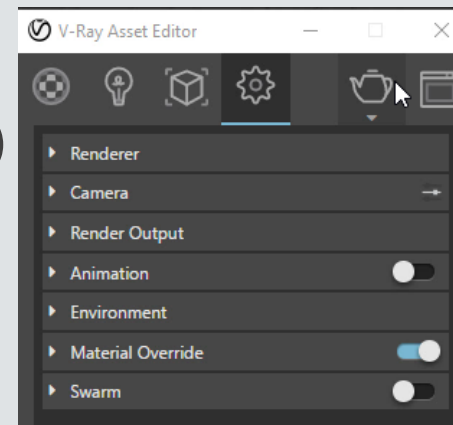 V-Ray Asset Editor
Renderer
Camera
Render Output
Animation
Environment
Material Override
Swarm